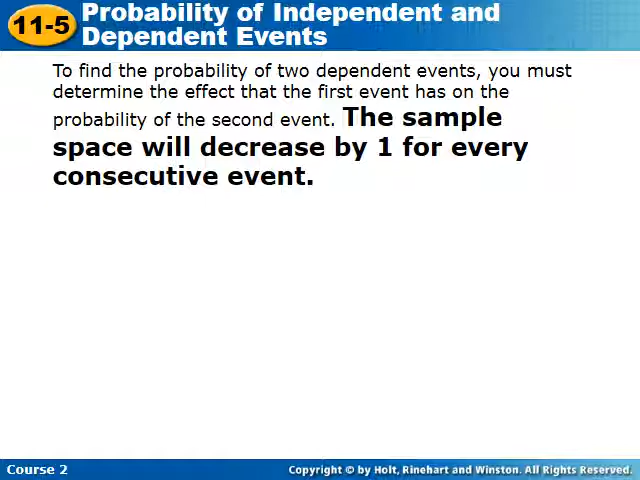 11-5
Probability of Independent and
Dependent Events
To find the probability of two dependent events, you must
determine the effect that the first event has on the
probability of the second event. The sample
space will decrease by 1 for every
consecutive event.
Course 2
Copyright © by Holt, Rinehart and Winston. All Rights Reserved.